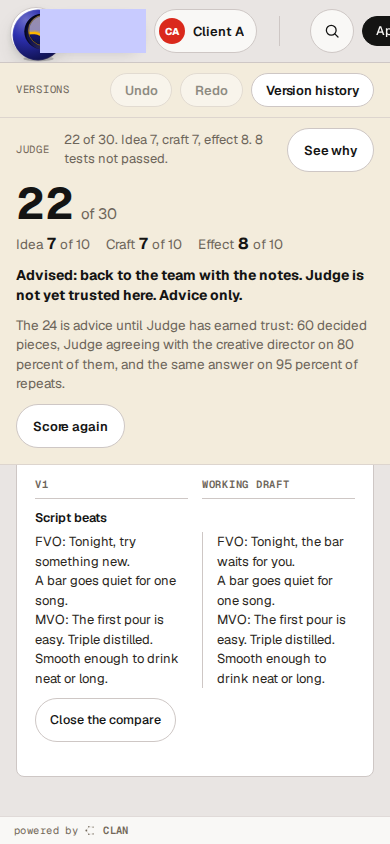 CA Client A
Ap
VERSIONS Undo Redo Version history
JUDGE 22 of 30. Idea 7, craft 7, effect 8. 8
tests not passed.
See why
22 of 30
Idea 7 of 10 Craft 7 of 10 Effect 8 of 10
Advised: back to the team with the notes. Judge is
not yet trusted here. Advice only.
The 24 is advice until Judge has earned trust: 60 decided
pieces, Judge agreeing with the creative director on 80
percent of them, and the same answer on 95 percent of
repeats.
Score again
V1
WORKING DRAFT
Script beats
FVO: Tonight, try
something new.
A bar goes quiet for one
song.
MVO: The first pour is
easy. Triple distilled.
Smooth enough to drink
neat or long.
FVO: Tonight, the bar
waits for you.
A bar goes quiet for
one song.
MVO: The first pour is
easy. Triple distilled.
Smooth enough to
drink neat or long.
Close the compare
powered by CLAN